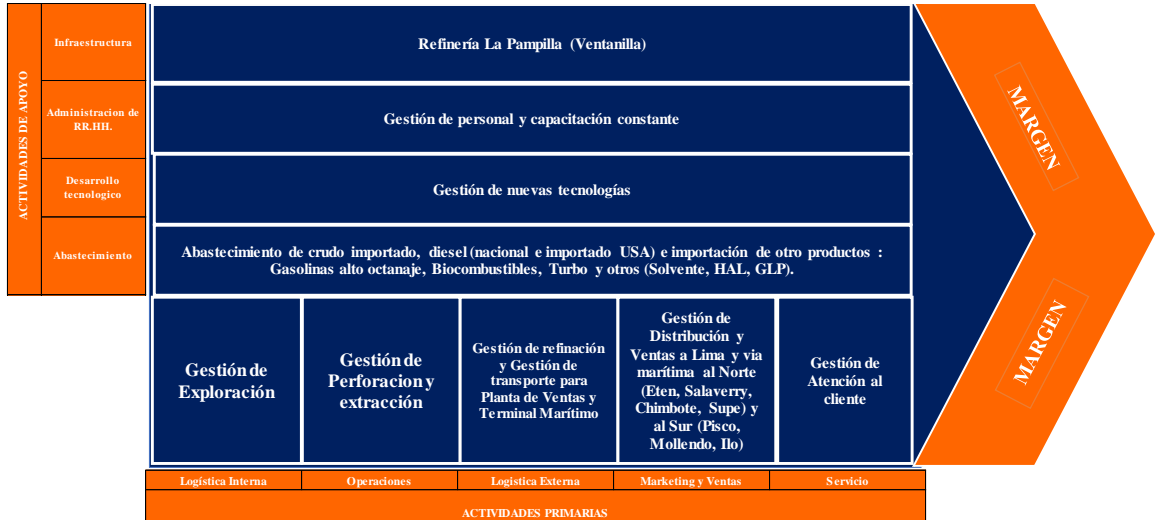 ACTIVIDADES DE APOYO
Infraestructura
Refinería La Pampilla (Ventanilla)
Administracion de
RR.HH.
Gestión de personal y capacitación constante
Desarrollo
tecnologico
Gestión de nuevas tecnologías
Abastecimiento
Abastecimiento de crudo importado, diesel (nacional e importado USA) e importación de otro productos :
Gasolinas alto octanaje, Biocombustibles, Turbo y otros (Solvente, HAL, GLP).
Gestión de
Exploración
Gestión de
Perforacion y
extracción
Gestión de refinación
y Gestión de
transporte para
Planta de Ventas y
Terminal Marítimo
Gestión de
Distribución y
Ventas a Lima y via
marítima al Norte
(Eten, Salaverry,
Chimbote, Supe) y
al Sur (Pisco,
Mollendo, Ilo)
Gestión de
Atención al
cliente
MARGEN
MARGEN
Logística Interna
Operaciones
Logistica Externa
Marketing y Ventas
Servicio
ACTIVIDADES PRIMARIAS